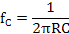 f_C = 1/(2πRC)